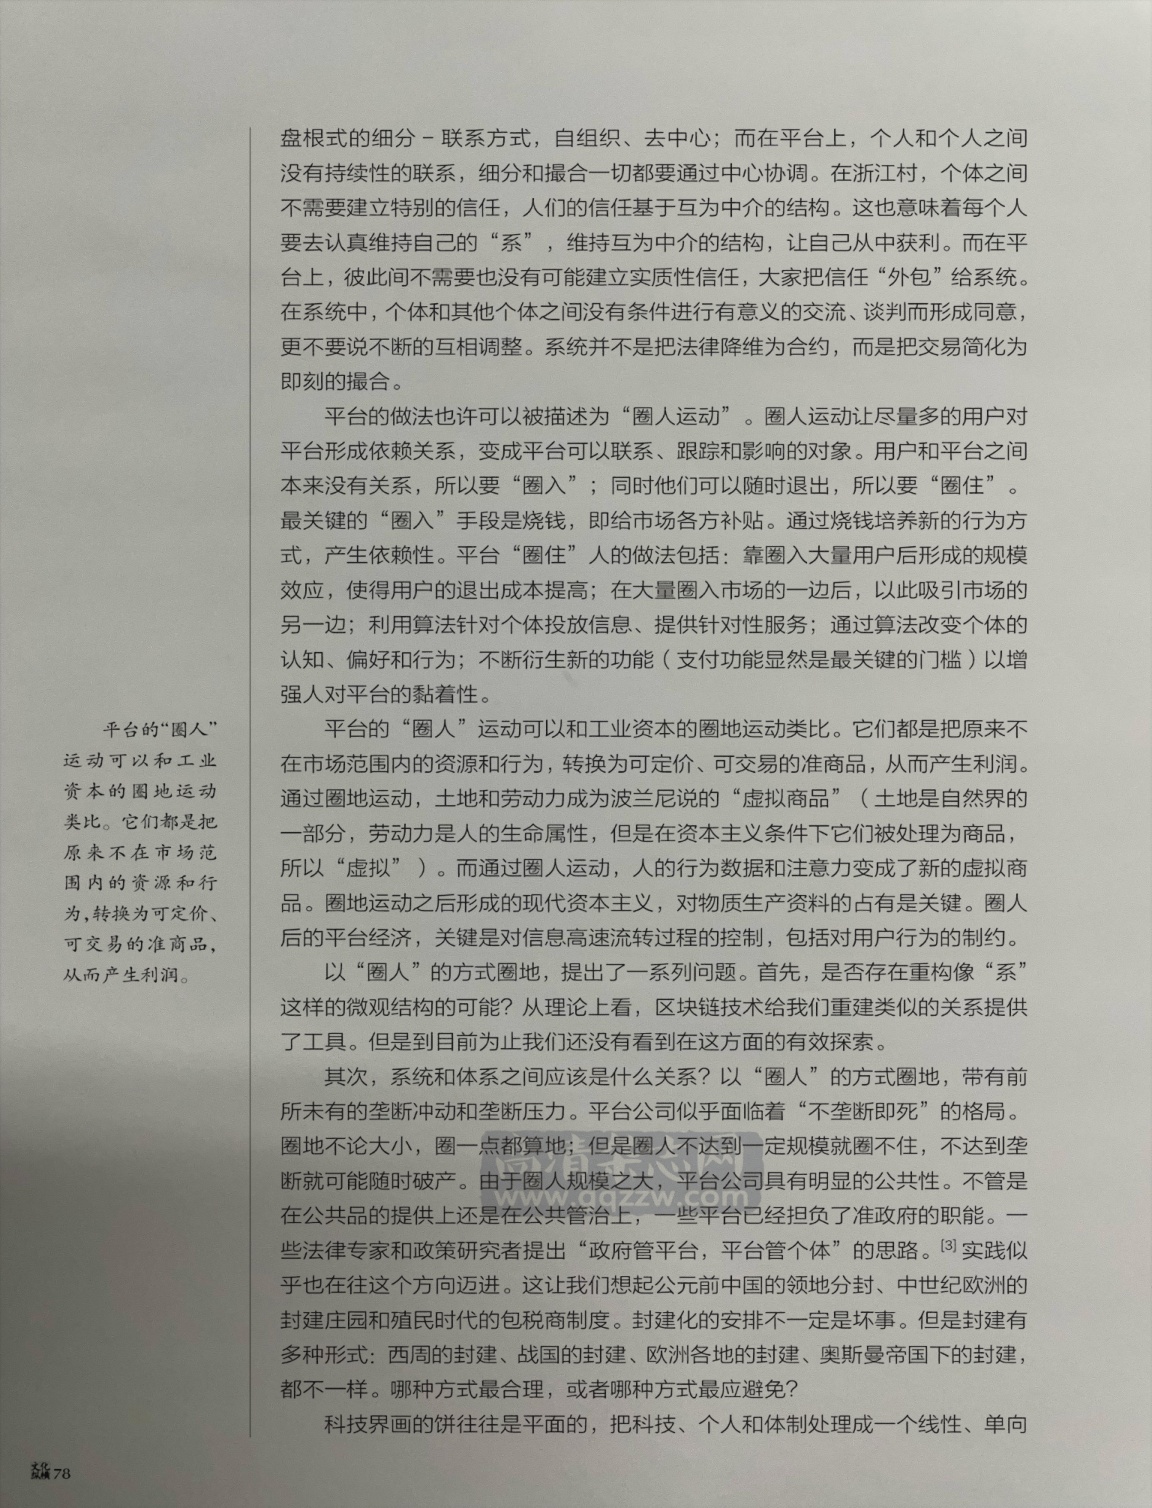 盘根式的细分－联系方式，自组织、去中心；而在平台上，个人和个人之间
没有持续性的联系，细分和撮合一切都要通过中心协调。在浙江村，个体之间
不需要建立特别的信任，人们的信任基于互为中介的结构。这也意味着每个人
要去认真维持自己的“系”，维持互为中介的结构，让自己从中获利。而在平
台上，彼此间不需要也没有可能建立实质性信任，大家把信任“外包”给系统。
在系统中，个体和其他个体之间没有条件进行有意义的交流、谈判而形成同意，
更不要说不断的互相调整。系统并不是把法律降维为合约，而是把交易简化为
即刻的撮合。
平台的做法也许可以被描述为“圈人运动”。圈人运动让尽量多的用户对
平台形成依赖关系，变成平台可以联系、跟踪和影响的对象。用户和平台之间
本来没有关系，所以要“圈入”；同时他们可以随时退出，所以要“圈住”。
最关键的“圈入”手段是烧钱，即给市场各方补贴。通过烧钱培养新的行为方
式，产生依赖性。平台“圈住”人的做法包括：靠圈入大量用户后形成的规模
效应，使得用户的退出成本提高；在大量圈入市场的一边后，以此吸引市场的
另一边；利用算法针对个体投放信息、提供针对性服务；通过算法改变个体的
认知、偏好和行为；不断衍生新的功能（支付功能显然是最关键的门槛）以增
强人对平台的黏着性。
平台的“圈人”运动可以和工业资本的圈地运动类比。它们都是把原来不
在市场范围内的资源和行为，转换为可定价、可交易的准商品，从而产生利润。
通过圈地运动，土地和劳动力成为波兰尼说的“虚拟商品”（土地是自然界的
一部分，劳动力是人的生命属性，但是在资本主义条件下它们被处理为商品，
所以“虚拟”）。而通过圈人运动，人的行为数据和注意力变成了新的虚拟商
品。圈地运动之后形成的现代资本主义，对物质生产资料的占有是关键。圈人
后的平台经济，关键是对信息高速流转过程的控制，包括对用户行为的制约。
以“圈人”的方式圈地，提出了一系列问题。首先，是否存在重构像“系”
这样的微观结构的可能？从理论上看，区块链技术给我们重建类似的关系提供
了工具。但是到目前为止我们还没有看到在这方面的有效探索。
其次，系统和体系之间应该是什么关系？以“圈人”的方式圈地，带有前
所未有的垄断冲动和垄断压力。平台公司似乎面临着“不垄断即死”的格局。
圈地不论大小，圈一点都算地；但是圈人不达到一定规模就圈不住，不达到垄
断就可能随时破产。由于圈人规模之大，平台公司具有明显的公共性。不管是
在公共品的提供上还是在公共管治上，一些平台已经担负了准政府的职能。一
些法律专家和政策研究者提出“政府管平台，平台管个体”的思路。[3]实践似
乎也在往这个方向迈进。这让我们想起公元前中国的领地分封、中世纪欧洲的
封建庄园和殖民时代的包税商制度。封建化的安排不一定是坏事。但是封建有
多种形式：西周的封建、战国的封建、欧洲各地的封建、奥斯曼帝国下的封建，
都不一样。哪种方式最合理，或者哪种方式最应避免？
科技界画的饼往往是平面的，把科技、个人和体制处理成一个线性、单向
平台的“圈人”
运动可以和工业
资本的圈地运动
类比。它们都是把
原来不在市场范
围内的资源和行
为，转换为可定价、
可交易的准商品，
从而产生利润。
高清杂志网
www.gqzzw.com
文化
纵横 78